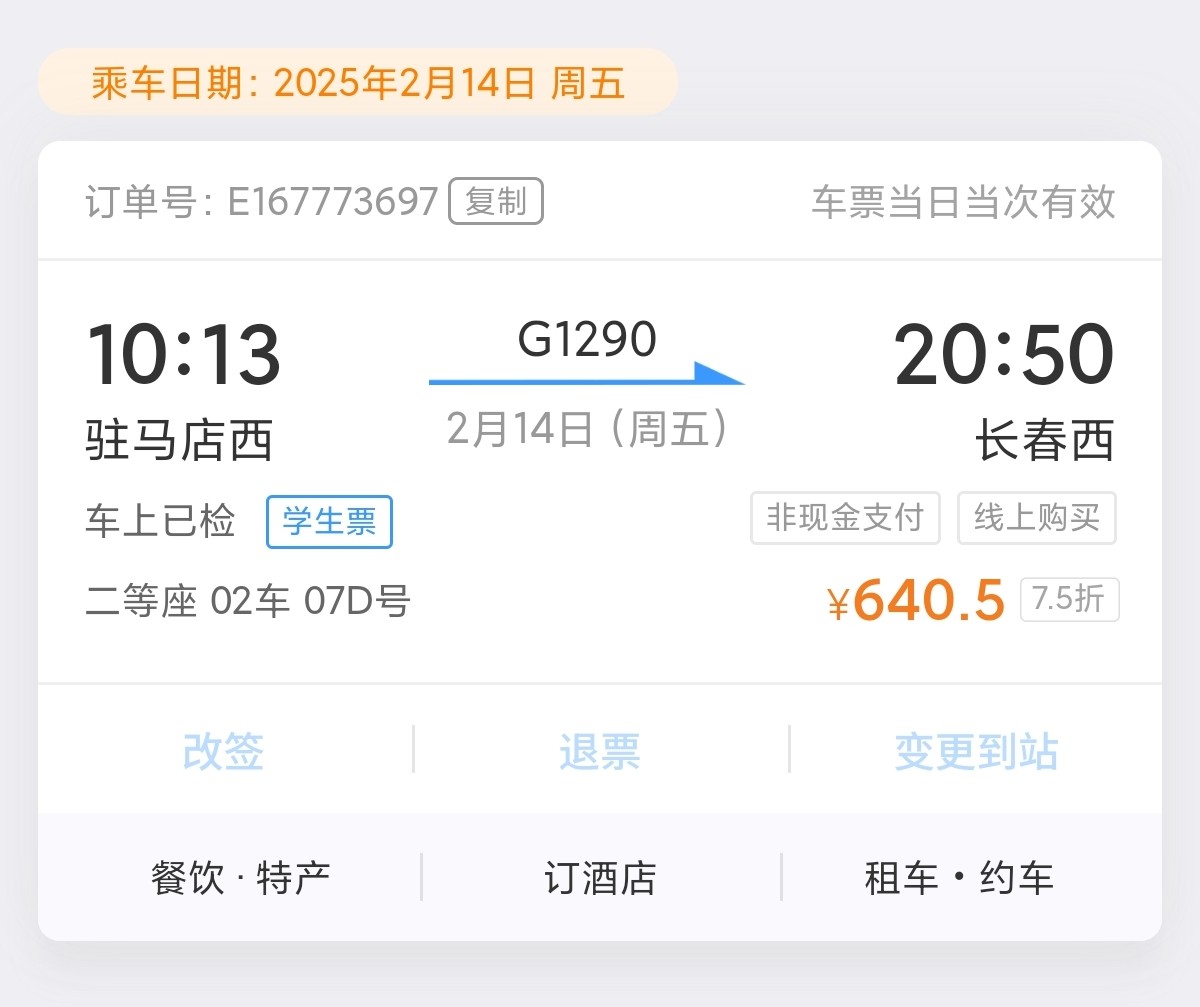 乘车日期：2025年2月14日 周五
订单号：E167773697 复制 车票当日当次有效
10:13 G1290 20:50
驻马店西 2月14日（周五） 长春西
车上已检 学生票 非现金支付 线上购买
二等座 02车 07D号 ¥640.5 7.5折
改签 退票 变更到站
餐饮·特产 订酒店 租车·约车